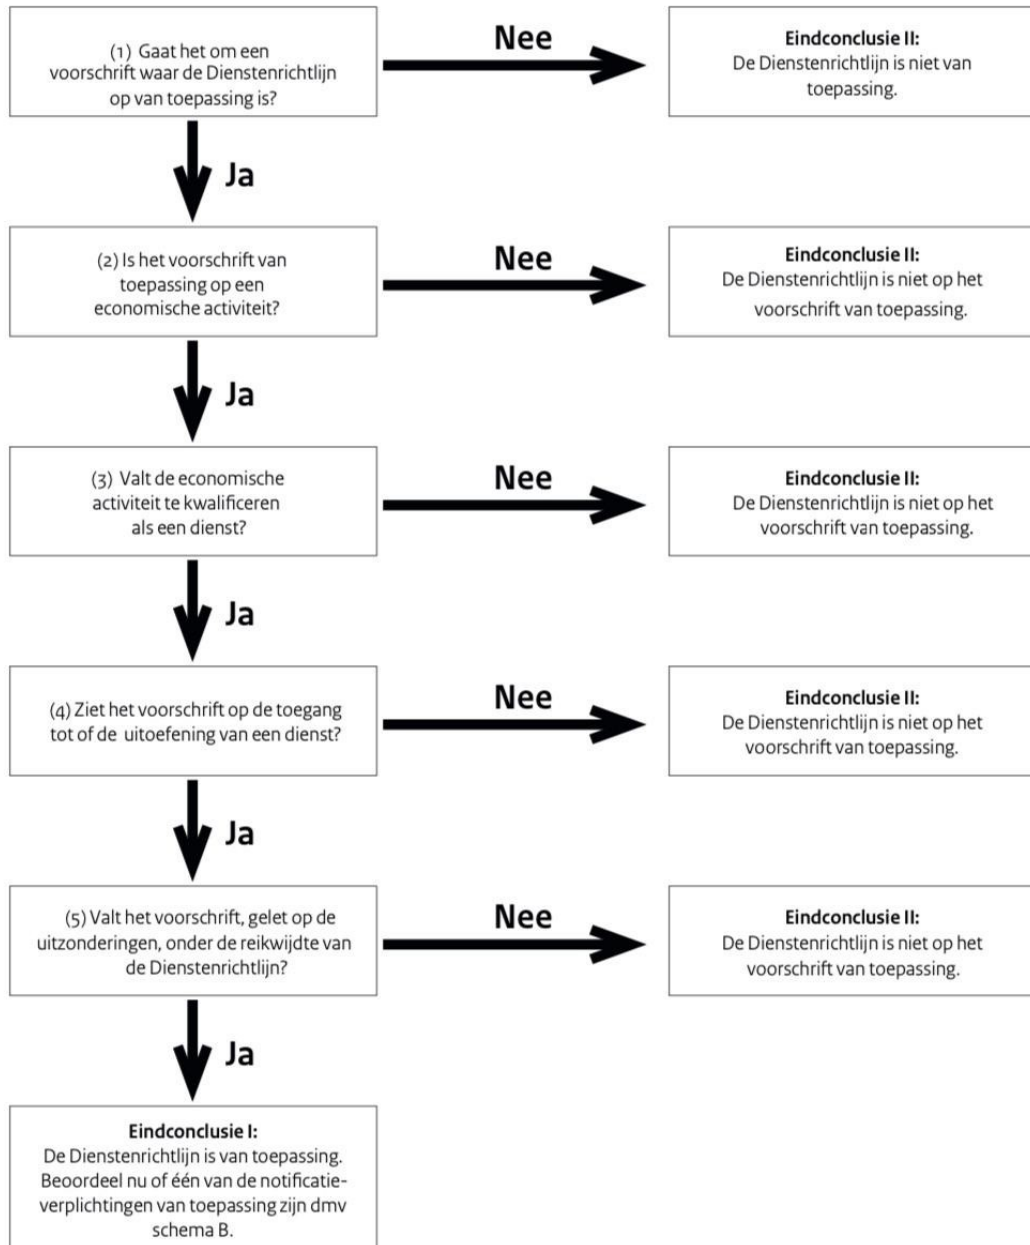 (1) Gaat het om een
voorschrift waar de Dienstenrichtlijn
op van toepassing is?
Nee
Eindconclusie II:
De Dienstenrichtlijn is niet van
toepassing.
Ja
(2) Is het voorschrift van
toepassing op een
economische activiteit?
Nee
Eindconclusie II:
De Dienstenrichtlijn is niet op het
voorschrift van toepassing.
Ja
(3) Valt de economische
activiteit te kwalificeren
als een dienst?
Nee
Eindconclusie II:
De Dienstenrichtlijn is niet op het
voorschrift van toepassing.
Ja
(4) Ziet het voorschrift op de toegang
tot of de uitoefening van een dienst?
Nee
Eindconclusie II:
De Dienstenrichtlijn is niet op het
voorschrift van toepassing.
Ja
(5) Valt het voorschrift, gelet op de
uitzonderingen, onder de reikwijdte van
de Dienstenrichtlijn?
Nee
Eindconclusie II:
De Dienstenrichtlijn is niet op het
voorschrift van toepassing.
Ja
Eindconclusie I:
De Dienstenrichtlijn is van toepassing.
Beoordeel nu of één van de notificatie-
verplichtingen van toepassing zijn dmv
schema B.